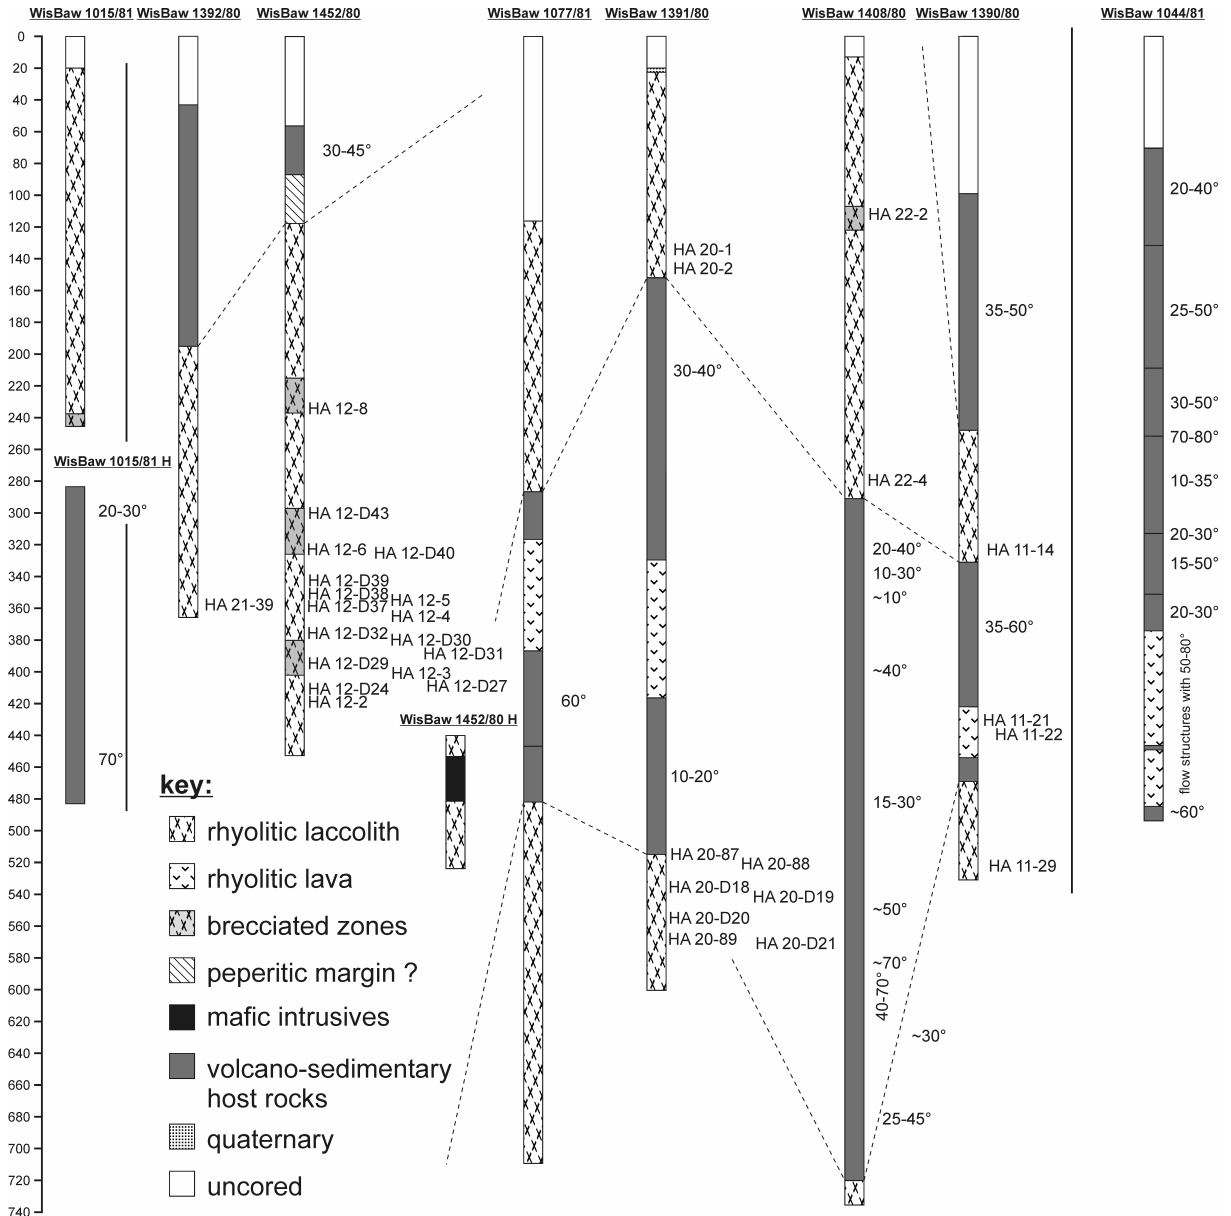 WisBaw 1015/81 WisBaw 1392/80 WisBaw 1452/80 WisBaw 1077/81 WisBaw 1391/80 WisBaw 1408/80 WisBaw 1390/80 WisBaw 1044/81
0
20
40
60
80
100
120
140
160
180
200
220
240
260
280
300
320
340
360
380
400
420
440
460
480
500
520
540
560
580
600
620
640
660
680
700
720
740
WisBaw 1015/81 H
20-30°
70°
HA 21-39
30-45°
HA 12-8
HA 12-D43
HA 12-6 HA 12-D40
HA 12-D39
HA 12-D38
HA 12-D37 HA 12-5
HA 12-4
HA 12-D32 HA 12-D30
HA 12-D31
HA 12-D29 HA 12-3
HA 12-D24 HA 12-D27
HA 12-2
WisBaw 1452/80 H
60°
HA 20-1
HA 20-2
30-40°
10-20°
HA 20-87 HA 20-88
HA 20-D18 HA 20-D19
HA 20-D20
HA 20-89 HA 20-D21
HA 22-2
HA 22-4
20-40°
10-30°
~10°
~40°
15-30°
~50°
~70°
40-70°
~30°
25-45°
35-50°
HA 11-14
35-60°
HA 11-21
HA 11-22
HA 11-29
20-40°
25-50°
30-50°
70-80°
10-35°
20-30°
15-50°
20-30°
flow structures with 50-80°
~60°
key:
rhyolitic laccolith
rhyolitic lava
brecciated zones
peperitic margin ?
mafic intrusives
volcano-sedimentary
host rocks
quaternary
uncored